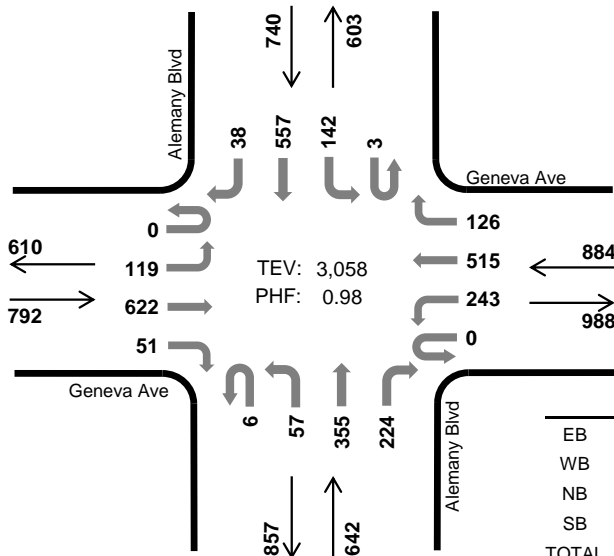 740
603
Alemany Blvd
38
557
142
3
Geneva Ave
0
126
610
119
TEV: 3,058
515
884
792
622
PHF: 0.98
243
988
51
0
Geneva Ave
6
57
355
224
Alemany Blvd
857
642
EB
WB
NB
SB
TOTAL